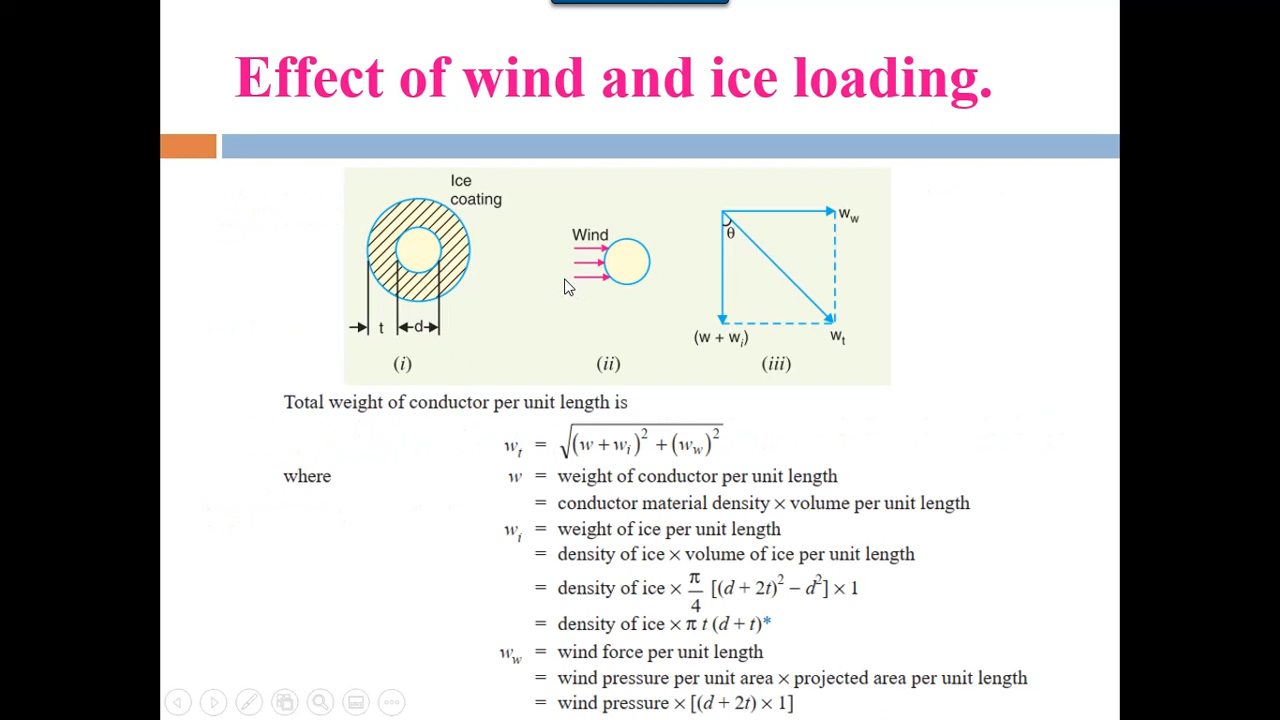 Effect of wind and ice loading.
Ice
coating
Wind
t d
θ
w_w
(w + w_i)
w_t
(i) (ii) (iii)
Total weight of conductor per unit length is
w_t = √(w + w_i)² + (w_w)²
where w = weight of conductor per unit length
= conductor material density × volume per unit length
w_i = weight of ice per unit length
= density of ice × volume of ice per unit length
= density of ice × π/4 [(d + 2t)² − d²] × 1
= density of ice × π t (d + t)*
w_w = wind force per unit length
= wind pressure per unit area × projected area per unit length
= wind pressure × [(d + 2t) × 1]